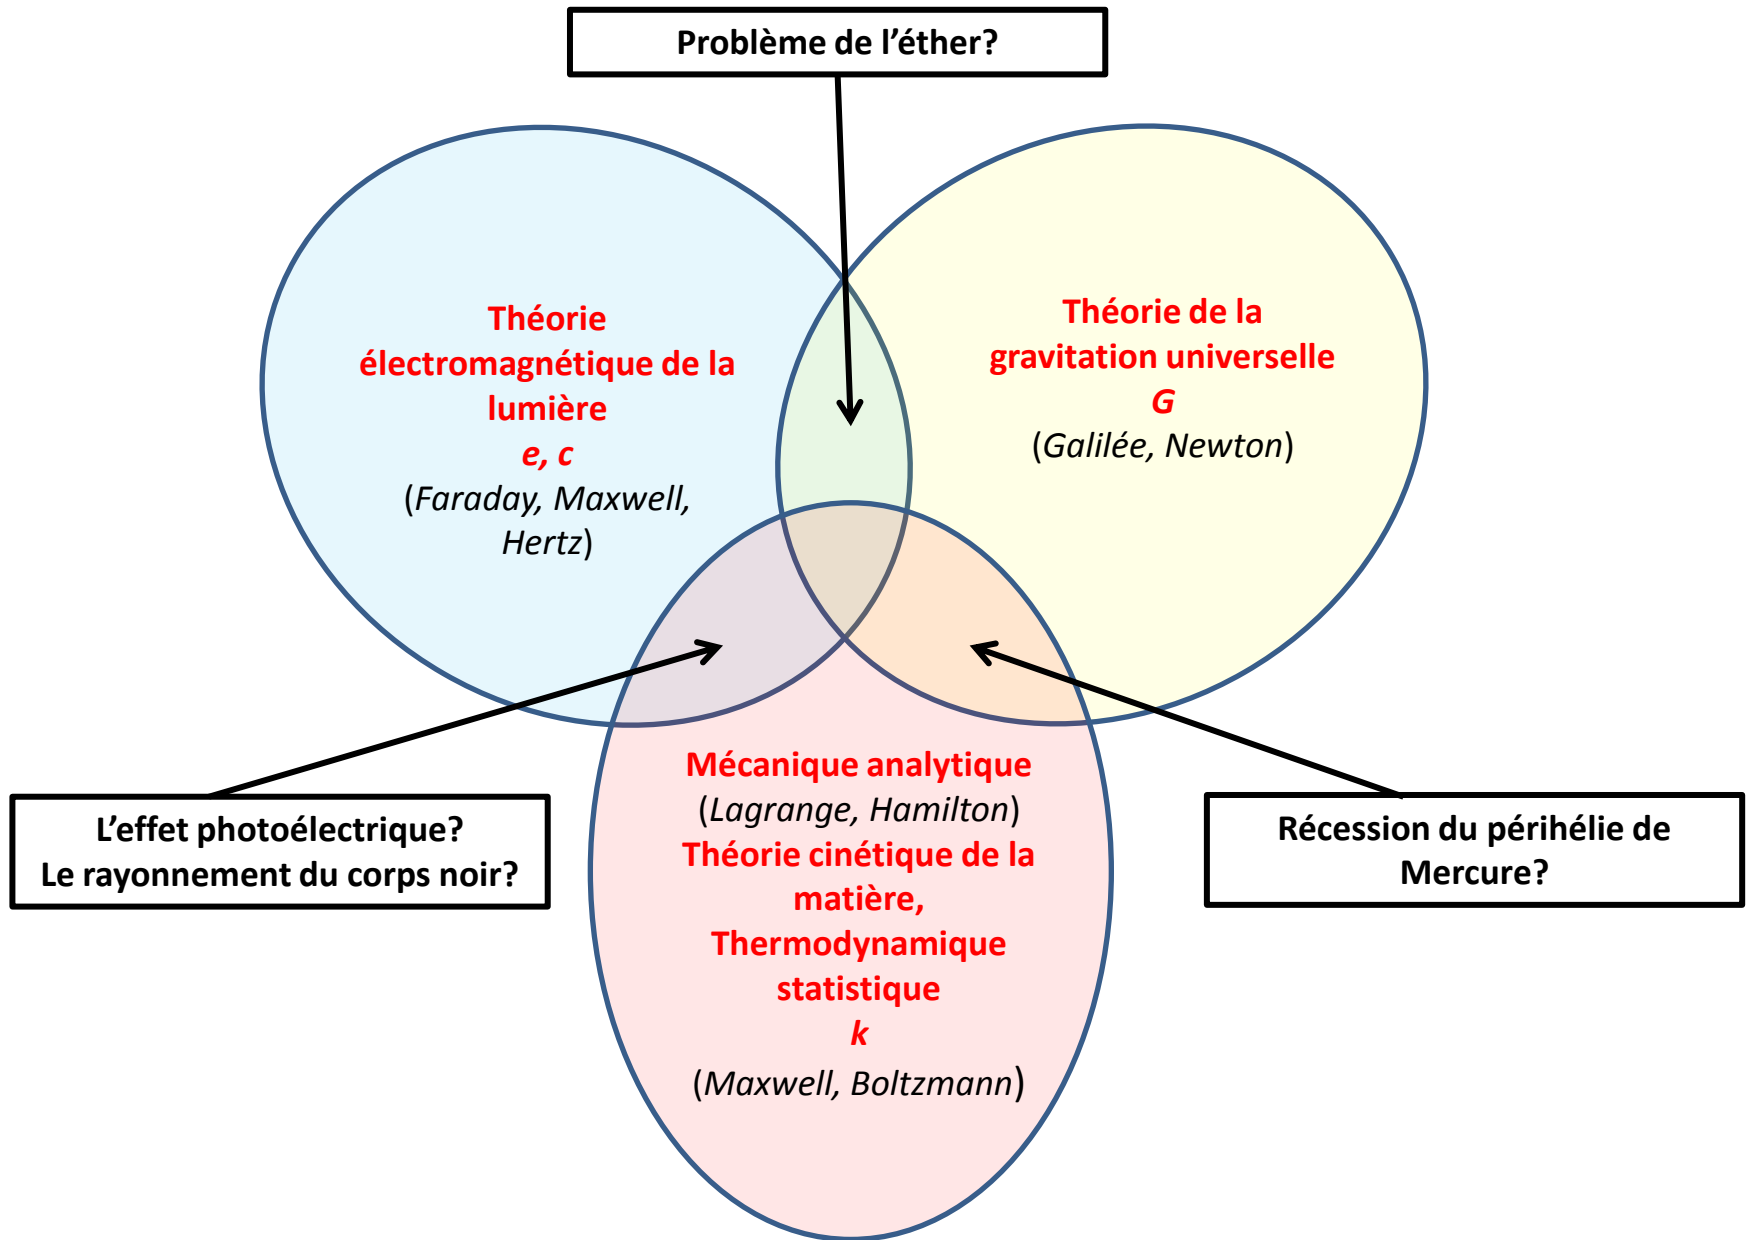 Problème de l’éther?
Théorie
électromagnétique de la
lumière
e, c
(Faraday, Maxwell,
Hertz)
Théorie de la
gravitation universelle
G
(Galilée, Newton)
Mécanique analytique
(Lagrange, Hamilton)
Théorie cinétique de la
matière,
Thermodynamique
statistique
k
(Maxwell, Boltzmann)
L’effet photoélectrique?
Le rayonnement du corps noir?
Récession du périhélie de
Mercure?